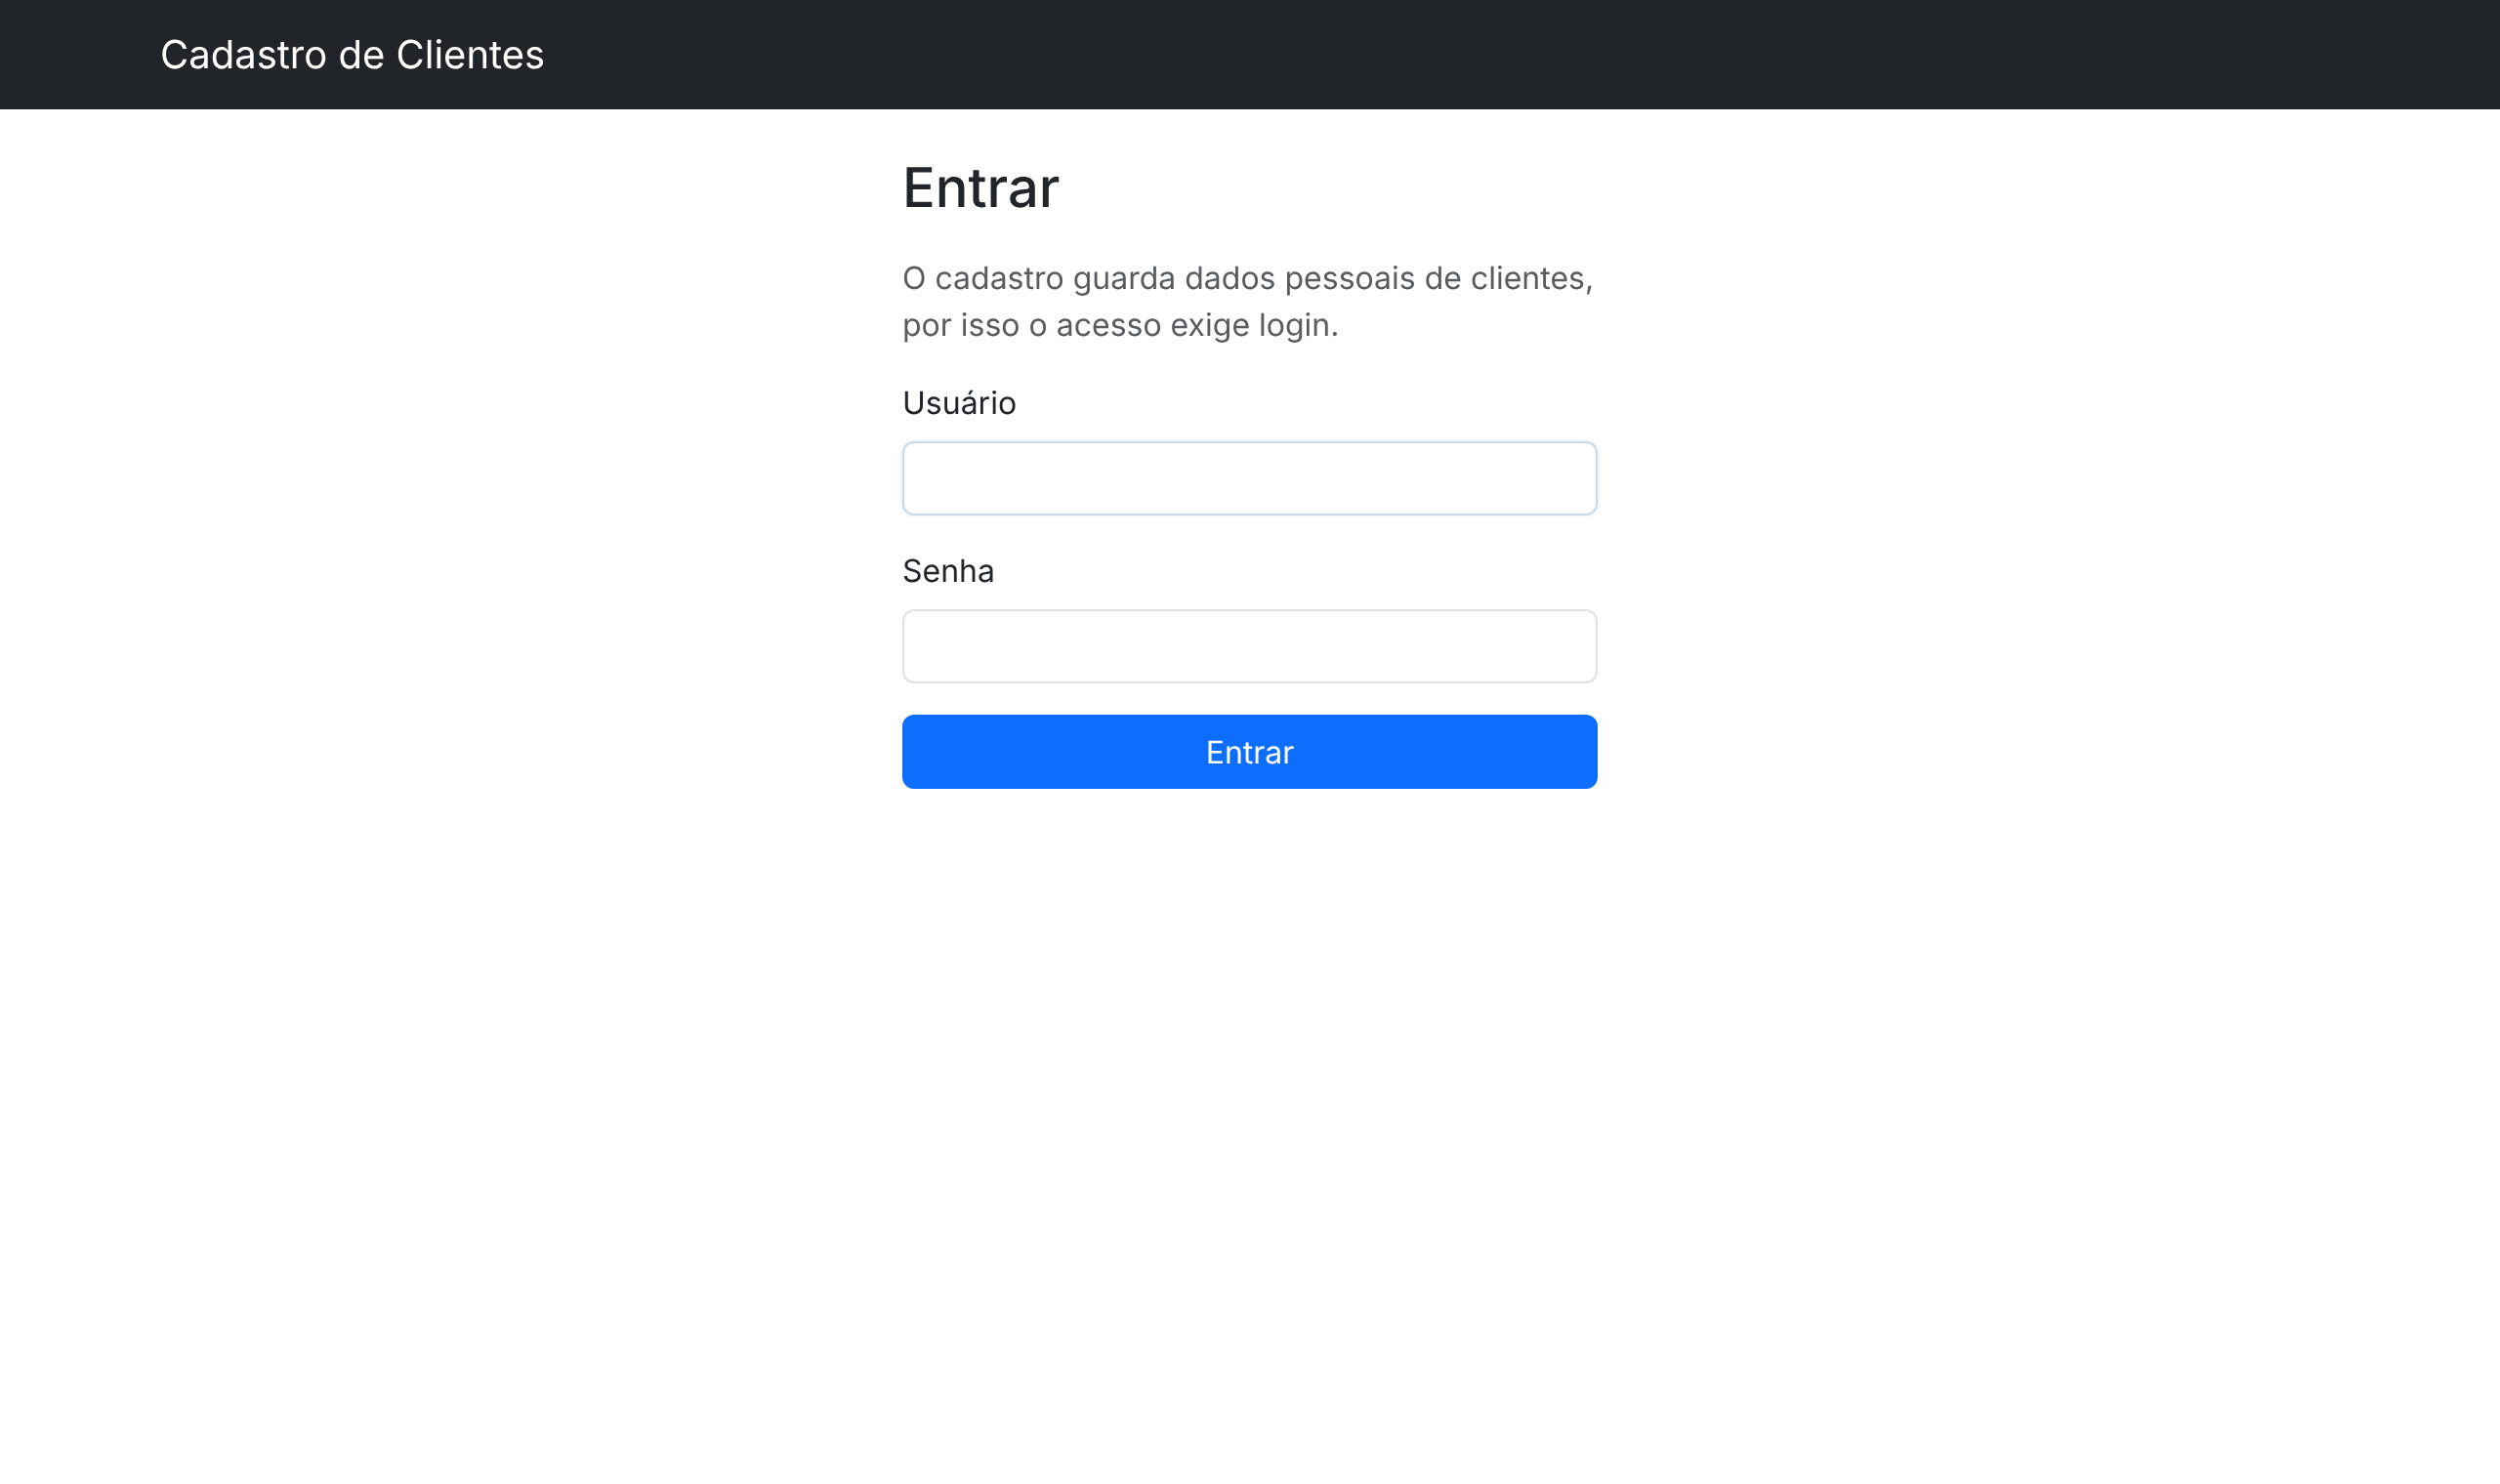 Cadastro de Clientes
Entrar
O cadastro guarda dados pessoais de clientes,
por isso o acesso exige login.
Usuário
Senha
Entrar